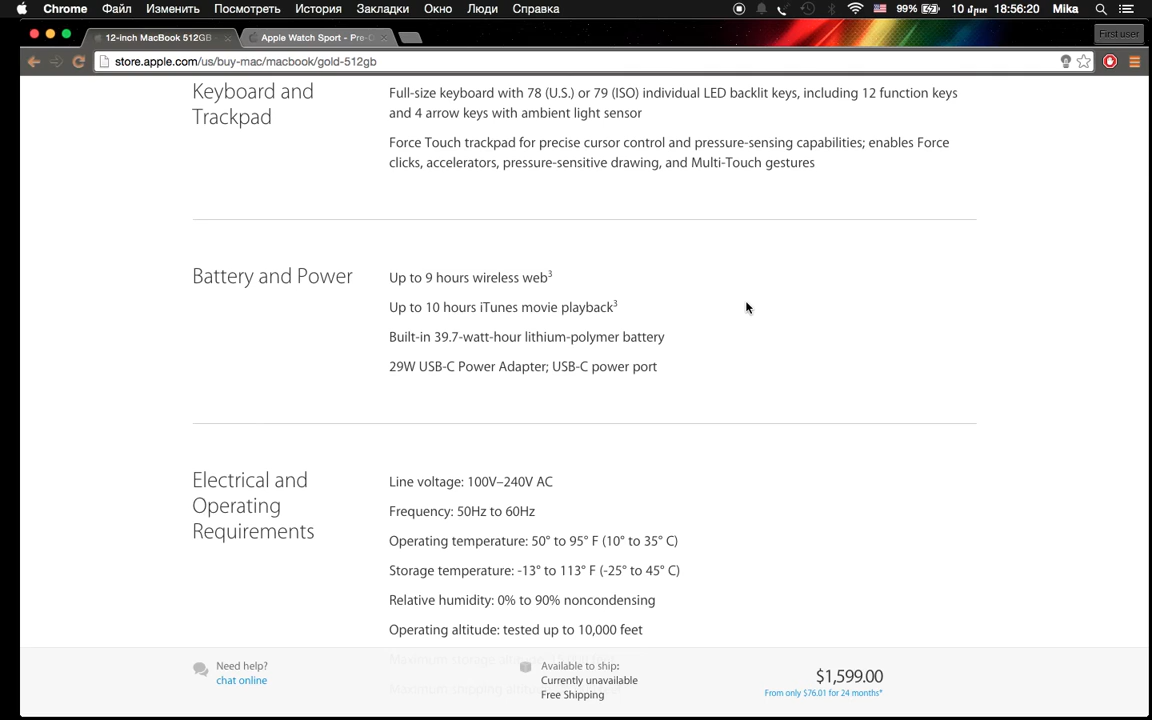 Chrome Файл Изменить Посмотреть История Закладки Окно Люди Справка 99% 10 մրտ 18:56:20 Mika
12-inch MacBook 512GB Apple Watch Sport - Pre-O First user
store.apple.com/us/buy-mac/macbook/gold-512gb
Keyboard and
Trackpad
Full-size keyboard with 78 (U.S.) or 79 (ISO) individual LED backlit keys, including 12 function keys
and 4 arrow keys with ambient light sensor
Force Touch trackpad for precise cursor control and pressure-sensing capabilities; enables Force
clicks, accelerators, pressure-sensitive drawing, and Multi-Touch gestures
Battery and Power
Up to 9 hours wireless web³
Up to 10 hours iTunes movie playback³
Built-in 39.7-watt-hour lithium-polymer battery
29W USB-C Power Adapter; USB-C power port
Electrical and
Operating
Requirements
Line voltage: 100V–240V AC
Frequency: 50Hz to 60Hz
Operating temperature: 50° to 95° F (10° to 35° C)
Storage temperature: -13° to 113° F (-25° to 45° C)
Relative humidity: 0% to 90% noncondensing
Operating altitude: tested up to 10,000 feet
Need help?
chat online
Available to ship:
Currently unavailable
Free Shipping
$1,599.00
From only $76.01 for 24 months*